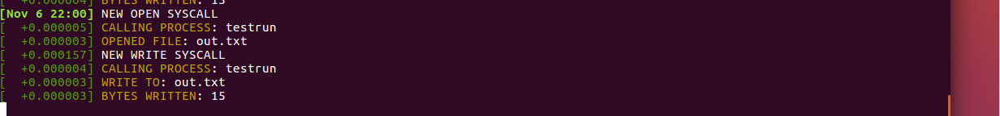 [  +0.000004] BYTES WRITTEN: 15
[Nov 6 22:00] NEW OPEN SYSCALL
[  +0.000005] CALLING PROCESS: testrun
[  +0.000003] OPENED FILE: out.txt
[  +0.000157] NEW WRITE SYSCALL
[  +0.000004] CALLING PROCESS: testrun
[  +0.000003] WRITE TO: out.txt
[  +0.000003] BYTES WRITTEN: 15